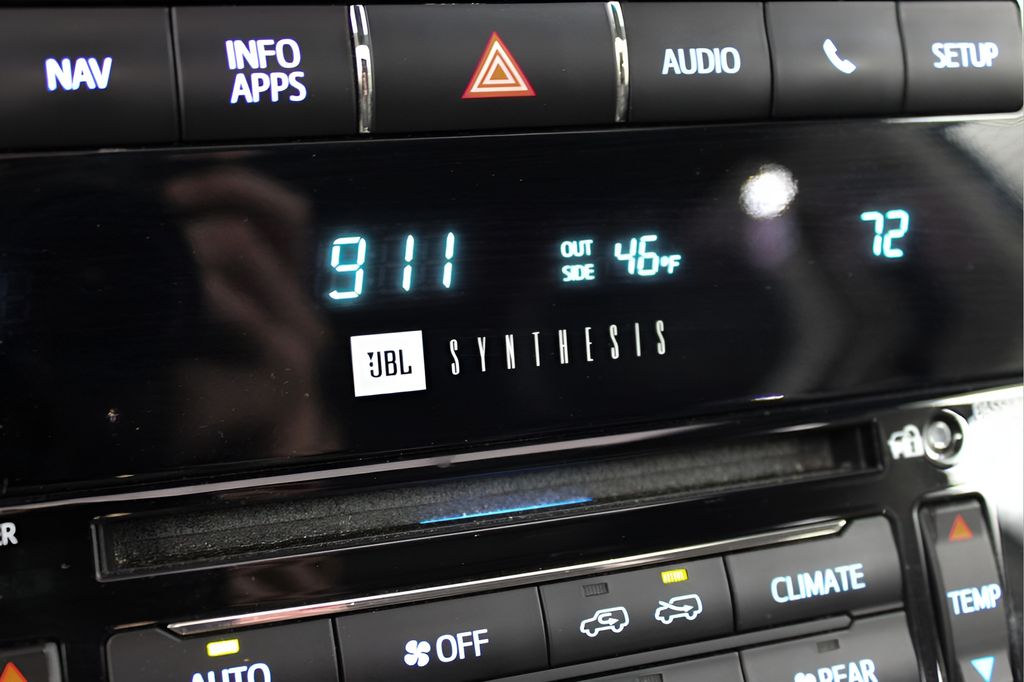 NAV
INFO
APPS
AUDIO
SETUP
911
OUT
SIDE
46°F
72
JBL SYNTHESIS
CLIMATE
TEMP
OFF
AUTO
REAR